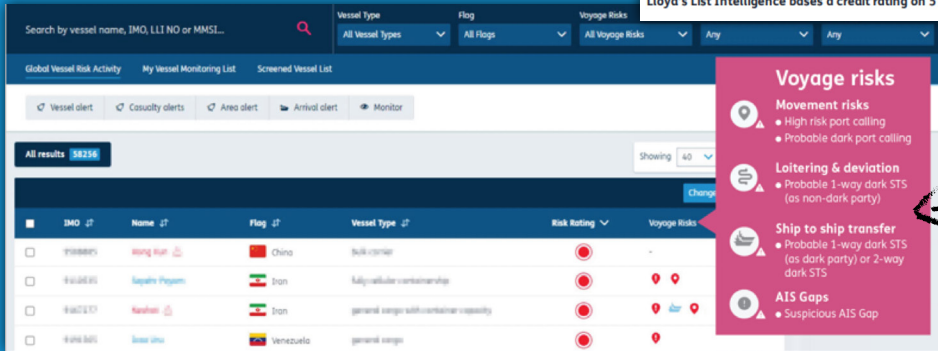 Lloyd's List Intelligence bases a credit rating on 5
Search by vessel name, IMO, LLI NO or MMSI...
Vessel Type
Flag
Voyage Risks
All Vessel Types
All Flags
All Voyage Risks
Any
Any
Global Vessel Risk Activity
My Vessel Monitoring List
Screened Vessel List
Vessel alert
Casualty alerts
Area alert
Arrival alert
Monitor
All results 58256
Showing 40
Change
IMO
Name
Flag
Vessel Type
Risk Rating
Voyage Risks
China
-
Iran
Iran
Venezuela
Voyage risks
Movement risks
• High risk port calling
• Probable dark port calling
Loitering & deviation
• Probable 1-way dark STS
(as non-dark party)
Ship to ship transfer
• Probable 1-way dark STS
(as dark party) or 2-way
dark STS
AIS Gaps
• Suspicious AIS Gap